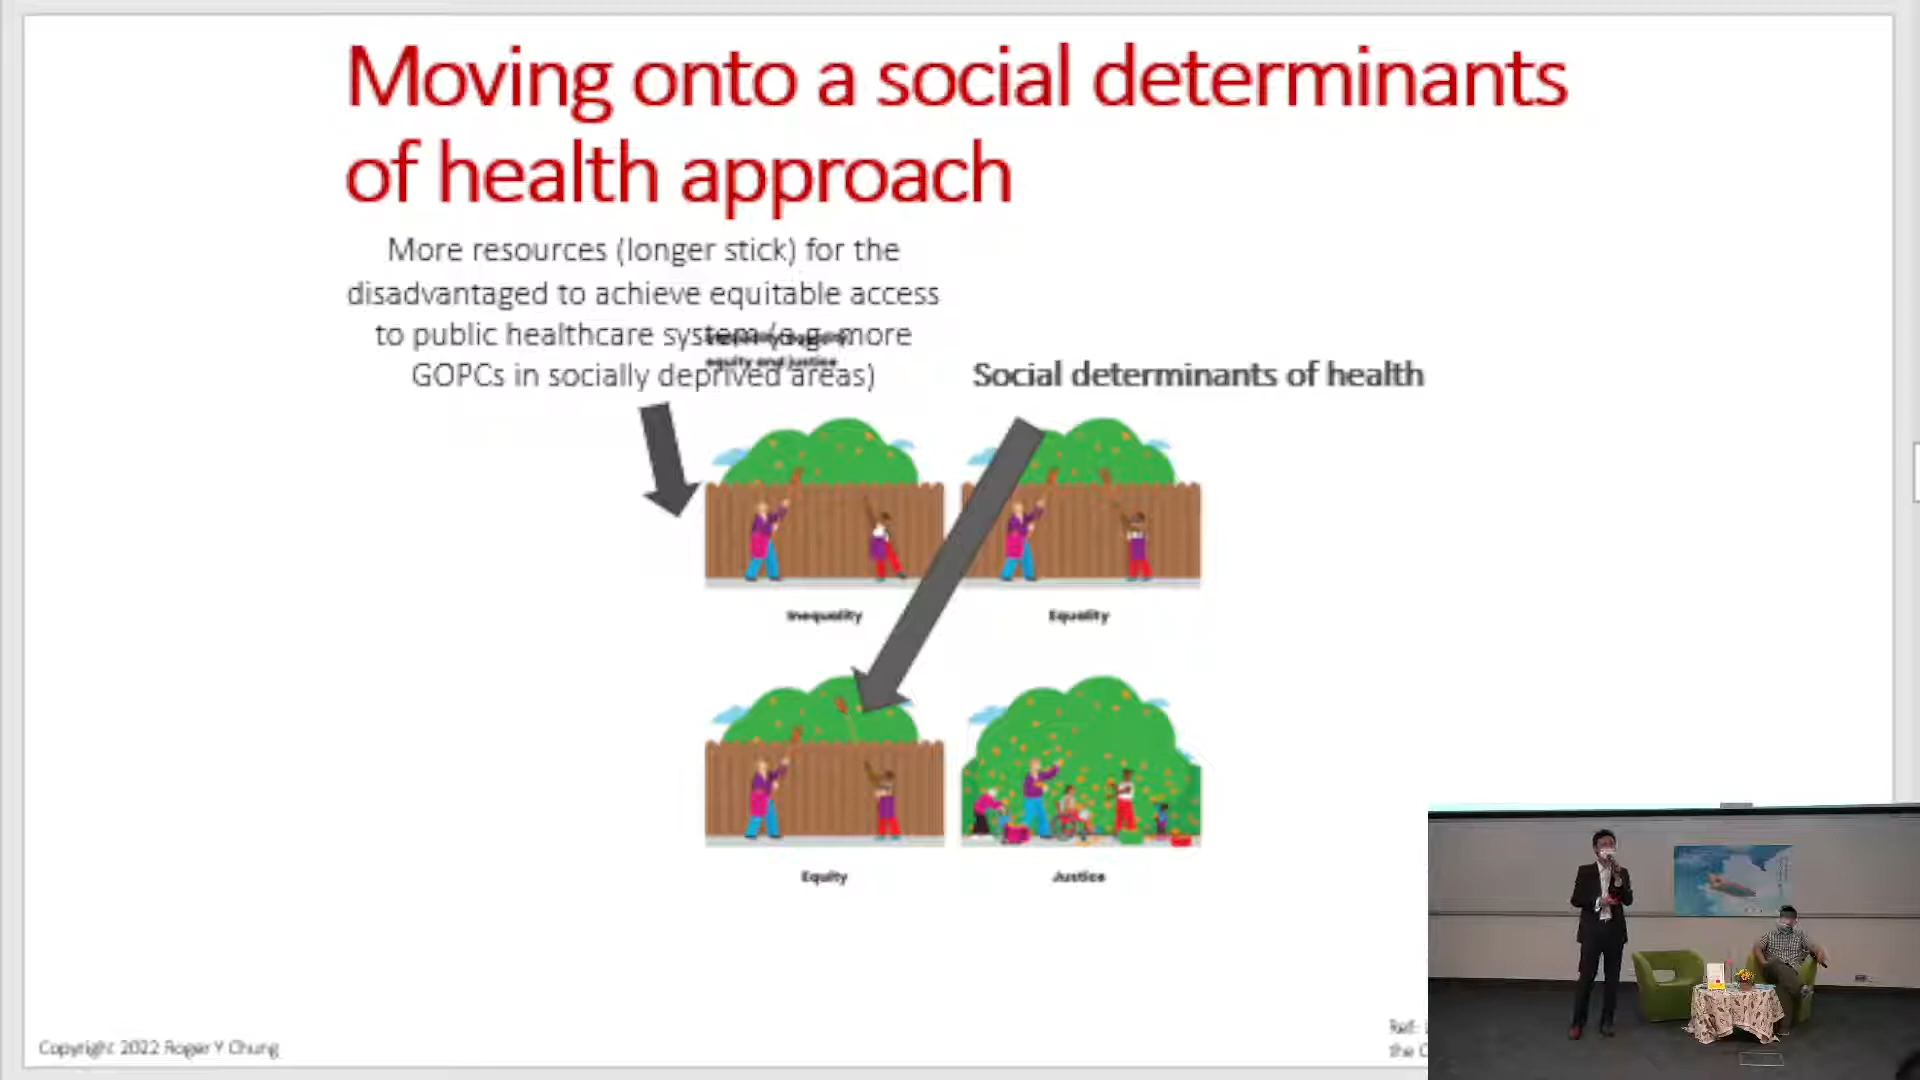 Moving onto a social determinants
of health approach
More resources (longer stick) for the
disadvantaged to achieve equitable access
to public healthcare system (e.g. more
GOPCs in socially deprived areas)
equity and justice
Social determinants of health
Inequality
Equality
Equity
Justice
Copyright 2022 Roger Y Chung
Ref:
the C